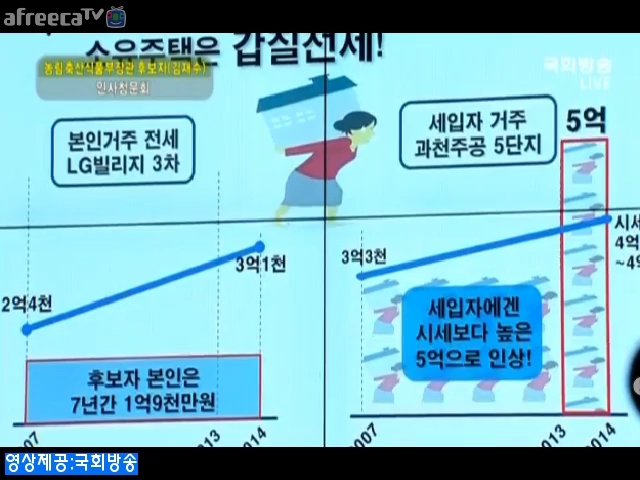 afreecaTV
소유주택은 갑질전세!
농림축산식품부장관 후보자(김재수)
인사청문회
국회방송
LIVE
본인거주 전세
LG빌리지 3차
세입자 거주
과천주공 5단지
5억
2억4천
3억1천
3억3천
시세
4억
~4억
후보자 본인은
7년간 1억9천만원
세입자에겐
시세보다 높은
5억으로 인상!
007
013
2014
2007
2013
2014
영상제공:국회방송